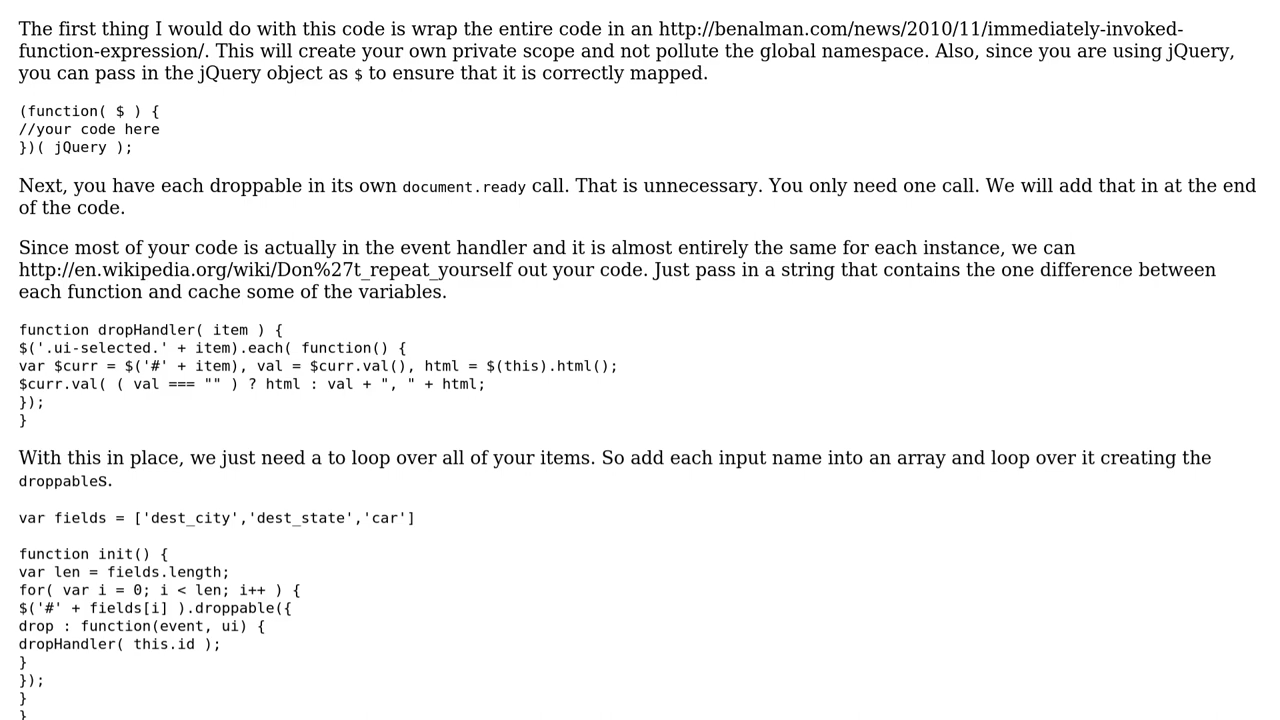 The first thing I would do with this code is wrap the entire code in an http://benalman.com/news/2010/11/immediately-invoked-
function-expression/. This will create your own private scope and not pollute the global namespace. Also, since you are using jQuery,
you can pass in the jQuery object as $ to ensure that it is correctly mapped.
(function( $ ) {
//your code here
})( jQuery );
Next, you have each droppable in its own document.ready call. That is unnecessary. You only need one call. We will add that in at the end
of the code.
Since most of your code is actually in the event handler and it is almost entirely the same for each instance, we can
http://en.wikipedia.org/wiki/Don%27t_repeat_yourself out your code. Just pass in a string that contains the one difference between
each function and cache some of the variables.
function dropHandler( item ) {
$('.ui-selected.' + item).each( function() {
var $curr = $('#' + item), val = $curr.val(), html = $(this).html();
$curr.val( ( val === "" ) ? html : val + ", " + html;
});
}
With this in place, we just need a to loop over all of your items. So add each input name into an array and loop over it creating the
droppables.
var fields = ['dest_city','dest_state','car']
function init() {
var len = fields.length;
for( var i = 0; i < len; i++ ) {
$('#' + fields[i] ).droppable({
drop : function(event, ui) {
dropHandler( this.id );
}
});
}
}